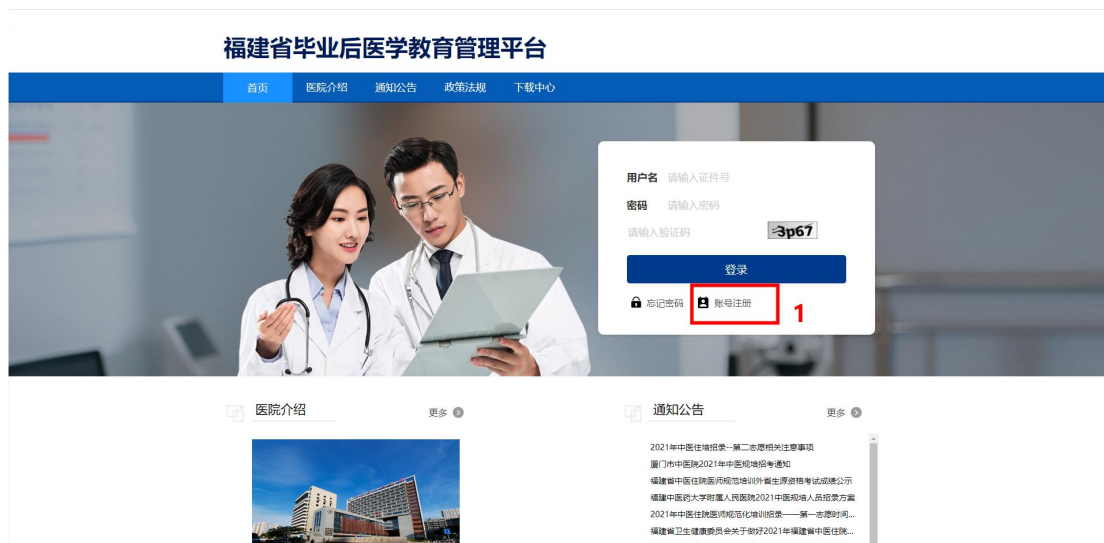 福建省毕业后医学教育管理平台
首页 医院介绍 通知公告 政策法规 下载中心
用户名 请输入证件号
密码 请输入密码
请输入验证码 3p67
登录
忘记密码 账号注册 1
医院介绍 更多
通知公告 更多
2021年中医住培招录--第二志愿相关注意事项
厦门市中医院2021年中医规培招考通知
福建省中医住院医师规范培训外省生源资格考试成绩公示
福建中医药大学附属人民医院2021中医规培人员招录方案
2021年中医住院医师规范化培训招录——第一志愿时间...
福建省卫生健康委员会关于做好2021年福建省中医住院...